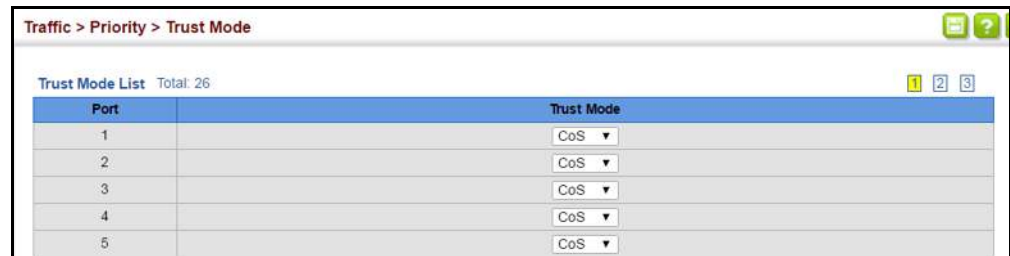 Traffic > Priority > Trust Mode
?
Trust Mode List Total: 26 1 2 3
Port Trust Mode
1 CoS
2 CoS
3 CoS
4 CoS
5 CoS